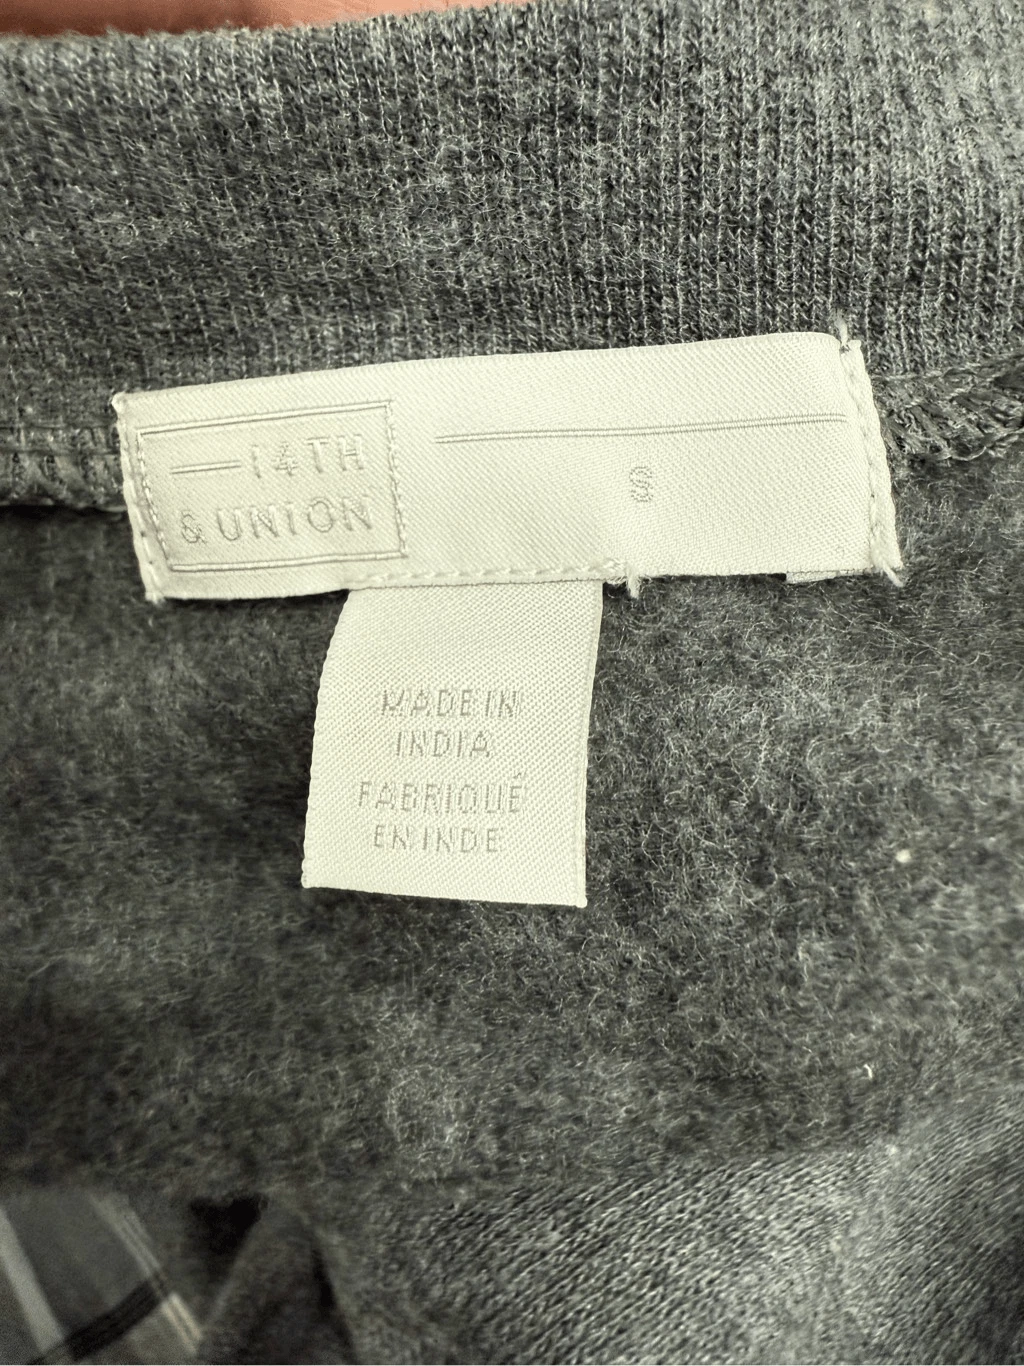 14TH
& UNION
S
MADE IN
INDIA
FABRIQUÉ
EN INDE